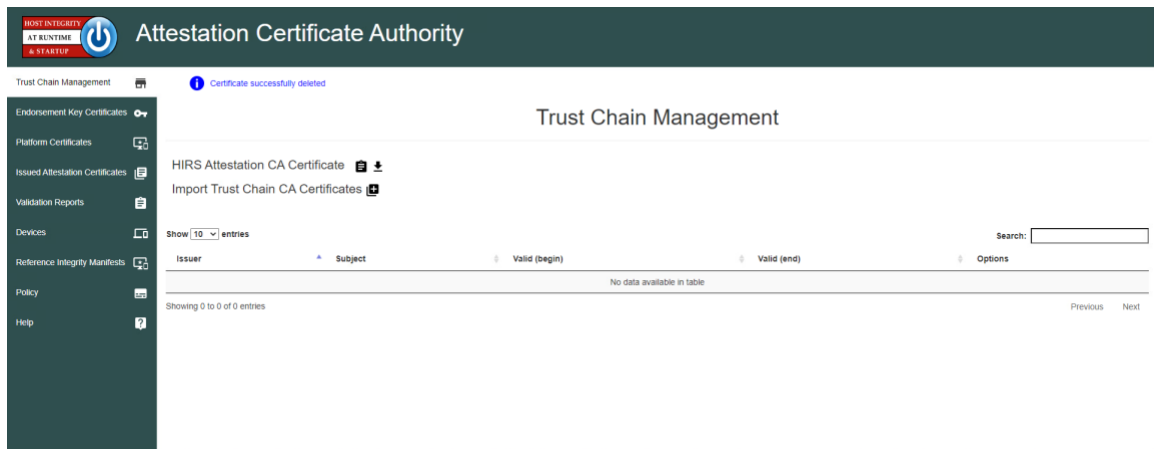 HOST INTEGRITY
AT RUNTIME
& STARTUP
Attestation Certificate Authority
Trust Chain Management
Certificate successfully deleted
Endorsement Key Certificates
Trust Chain Management
Platform Certificates
HIRS Attestation CA Certificate
Issued Attestation Certificates
Import Trust Chain CA Certificates
Validation Reports
Devices
Show 10 entries
Search:
Reference Integrity Manifests
Issuer Subject Valid (begin) Valid (end) Options
No data available in table
Policy
Showing 0 to 0 of 0 entries
Previous Next
Help